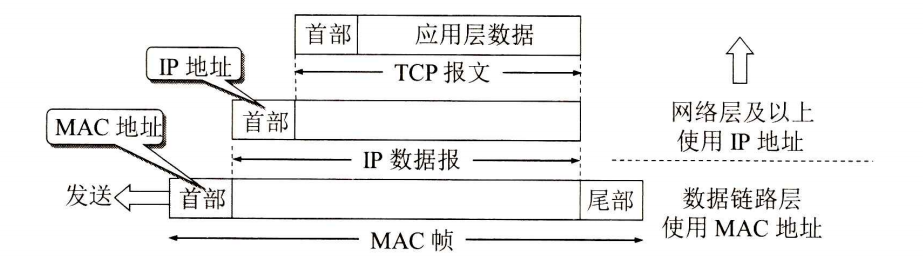 首部 应用层数据
IP 地址
TCP 报文
首部
网络层及以上
使用 IP 地址
MAC 地址
IP 数据报
发送
首部
尾部
数据链路层
使用 MAC 地址
MAC 帧